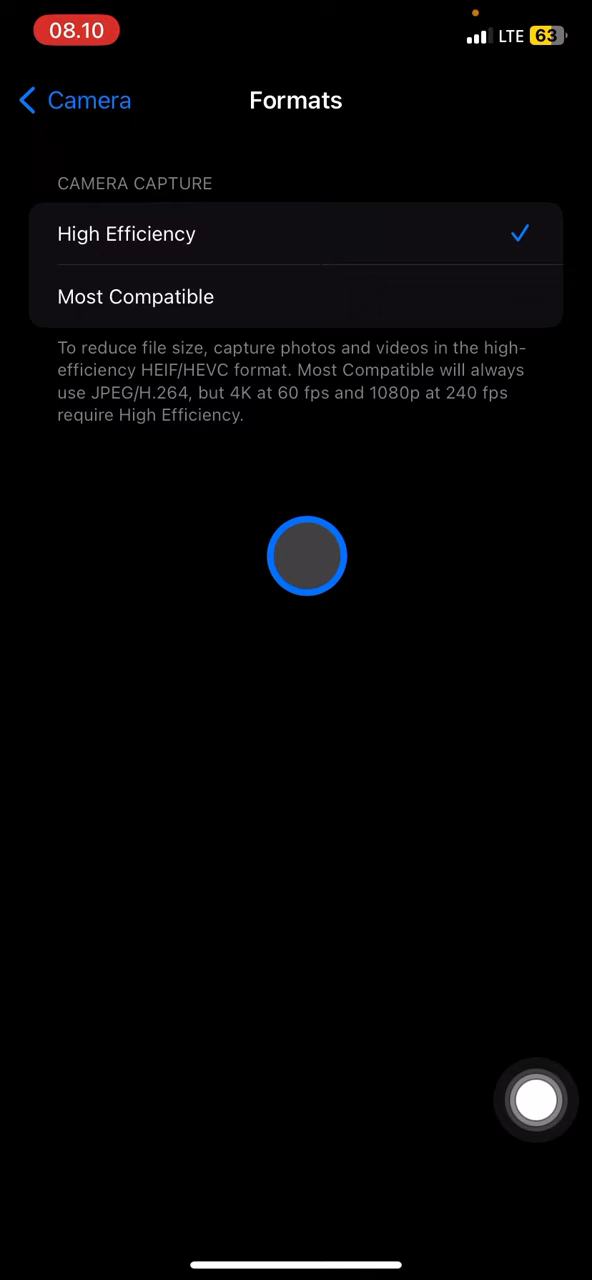 08.10
LTE 63
Camera
Formats
CAMERA CAPTURE
High Efficiency
Most Compatible
To reduce file size, capture photos and videos in the high-
efficiency HEIF/HEVC format. Most Compatible will always
use JPEG/H.264, but 4K at 60 fps and 1080p at 240 fps
require High Efficiency.